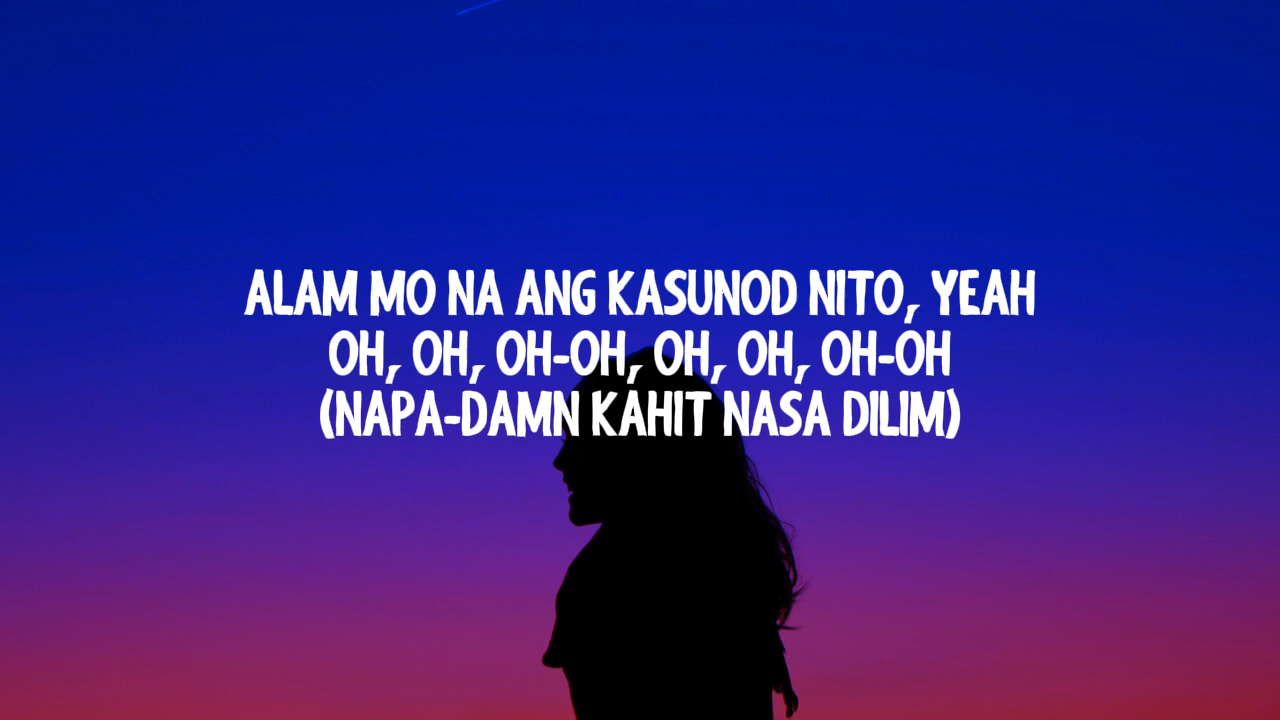 ALAM MO NA ANG KASUNOD NITO, YEAH
OH, OH, OH-OH, OH, OH, OH-OH
(NAPA-DAMN KAHIT NASA DILIM)